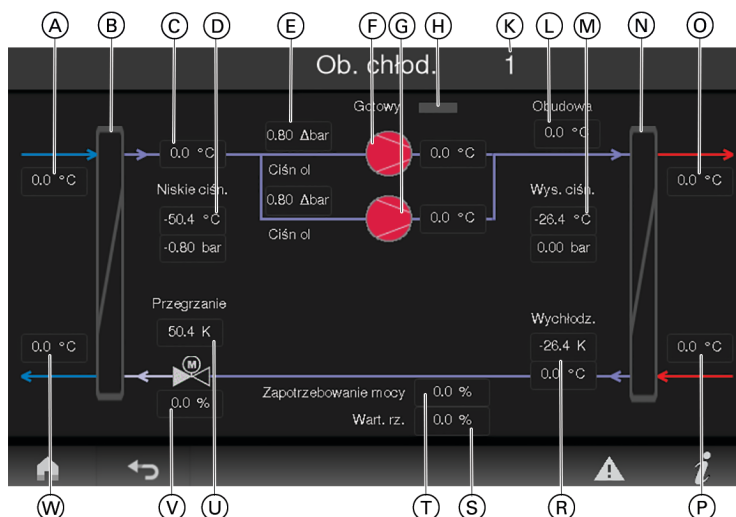 A B C D E F G H K L M N O
Ob. chłod. 1
Gotowy Obudowa
0.80 Δbar 0.0 °C
0.0 °C 0.0 °C
0.0 °C Ciśn ol 0.0 °C
Niskie ciśn. 0.80 Δbar Wys. ciśn.
-50.4 °C 0.0 °C -26.4 °C
Ciśn ol
-0.80 bar 0.00 bar
Przegrzanie
Wychłodz.
50.4 K
0.0 °C -26.4 K 0.0 °C
M
0.0 °C
0.0 % Zapotrzebowanie mocy 0.0 %
Wart. rz. 0.0 %
i
W V U T S R P